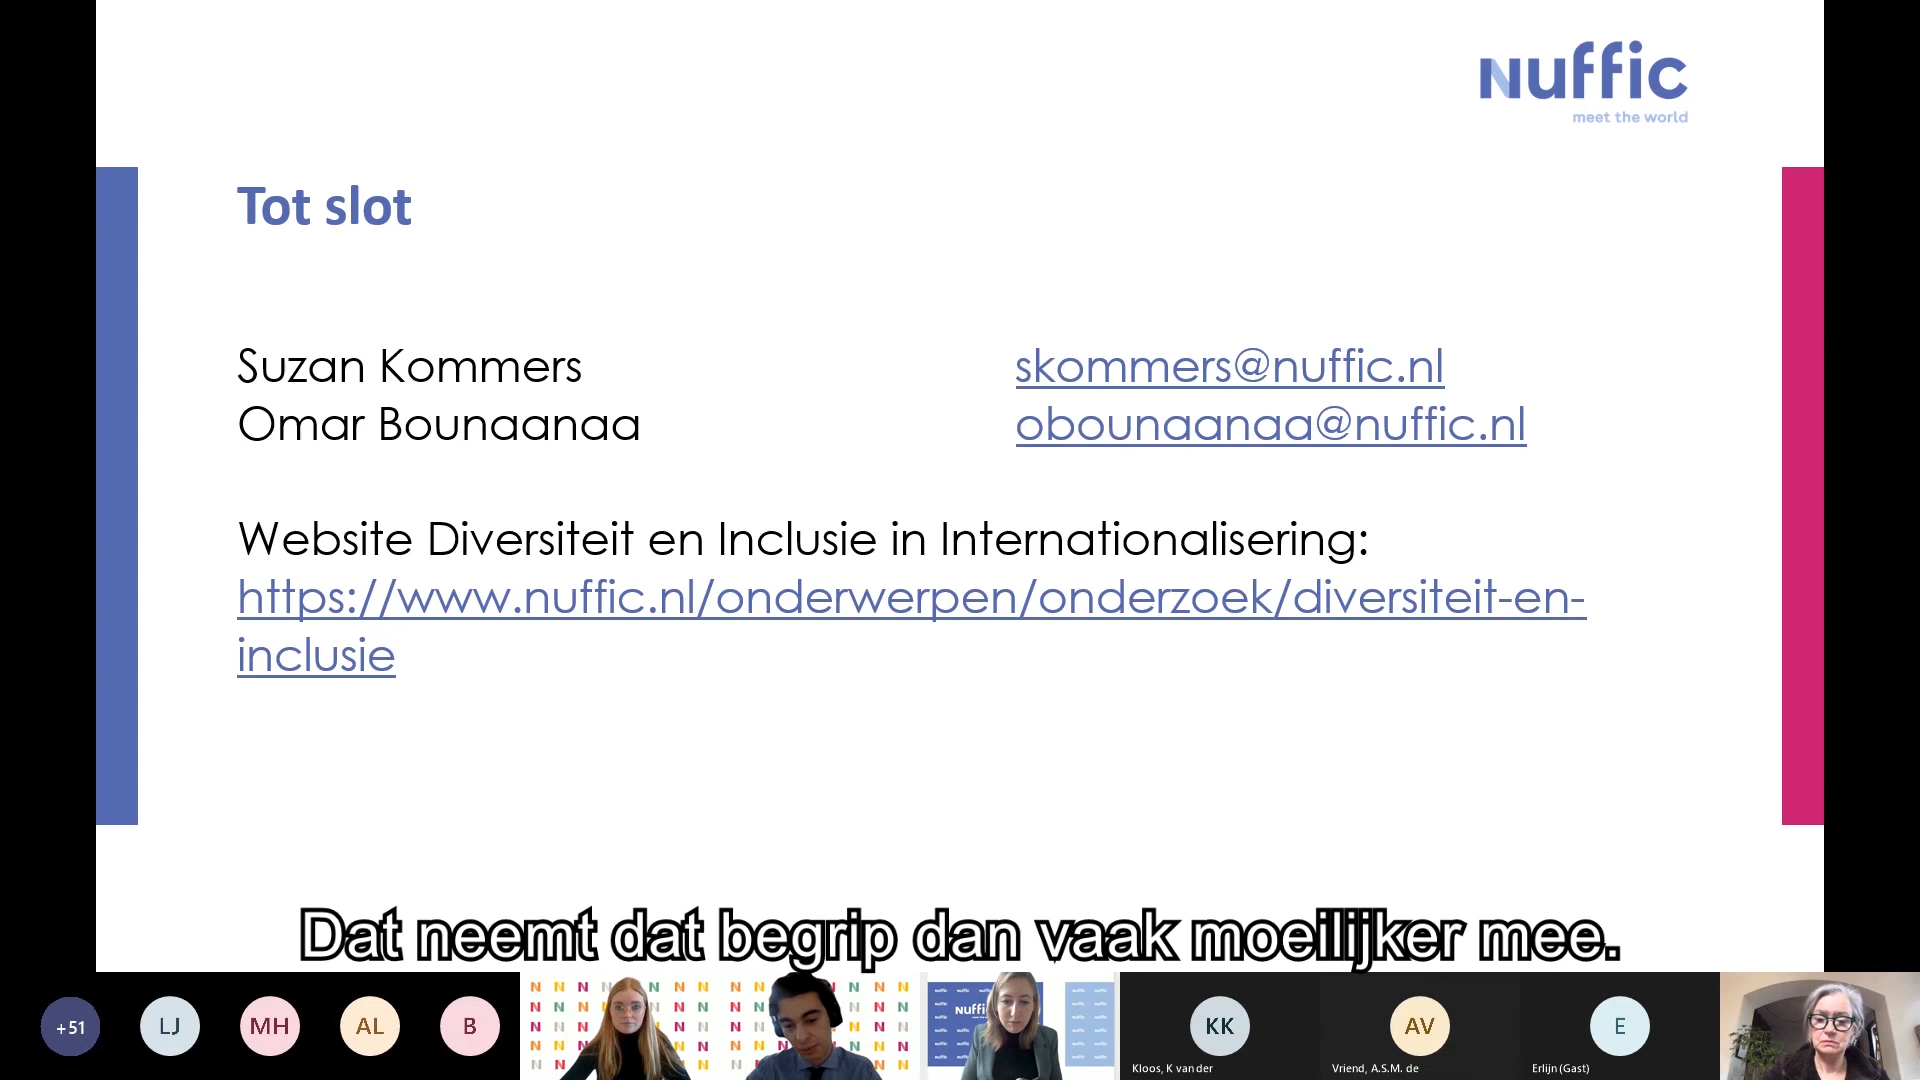 Nuffic
meet the world
Tot slot
Suzan Kommers skommers@nuffic.nl
Omar Bounaanaa obounaanaa@nuffic.nl
Website Diversiteit en Inclusie in Internationalisering:
https://www.nuffic.nl/onderwerpen/onderzoek/diversiteit-en-
inclusie
Dat neemt dat begrip dan vaak moeilijker mee.
+51 LJ MH AL B KK AV E
Kloos, K van der Vriend, A.S.M. de Erlijn (Gast)